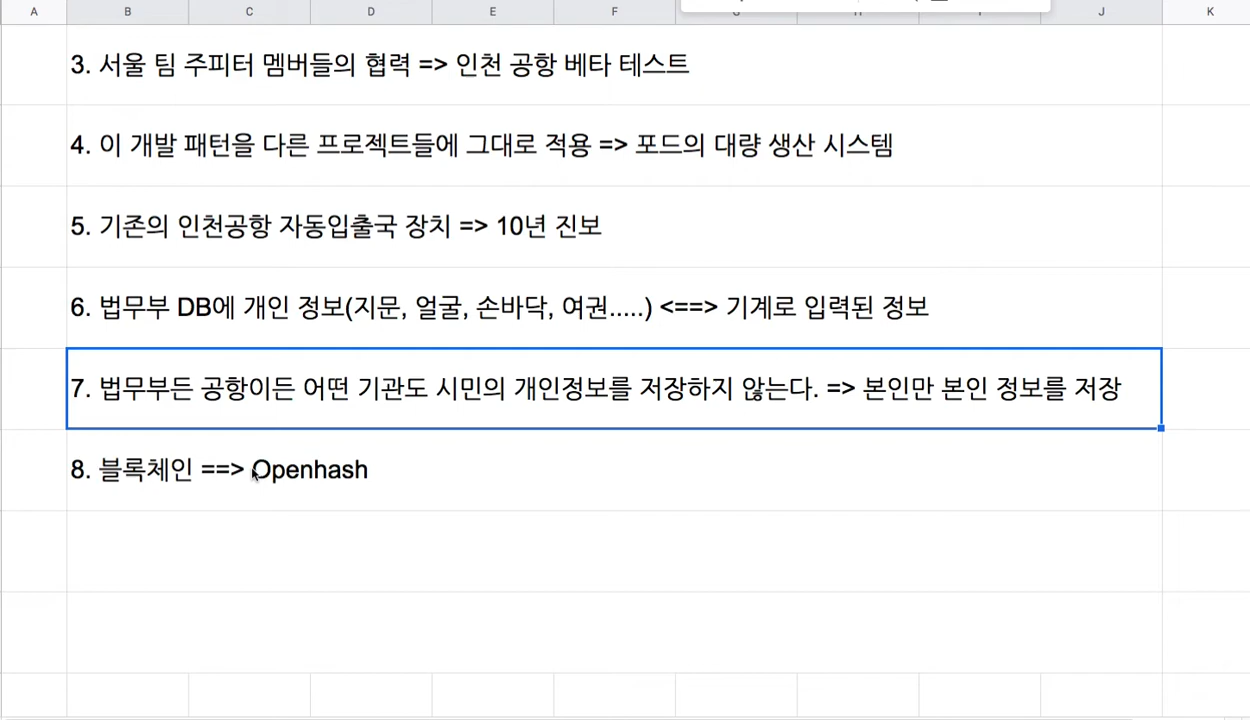 A B C D E F J K
3. 서울 팀 주피터 멤버들의 협력 => 인천 공항 베타 테스트
4. 이 개발 패턴을 다른 프로젝트들에 그대로 적용 => 포드의 대량 생산 시스템
5. 기존의 인천공항 자동입출국 장치 => 10년 진보
6. 법무부 DB에 개인 정보(지문, 얼굴, 손바닥, 여권.....) <==> 기계로 입력된 정보
7. 법무부든 공항이든 어떤 기관도 시민의 개인정보를 저장하지 않는다. => 본인만 본인 정보를 저장
8. 블록체인 ==> Openhash